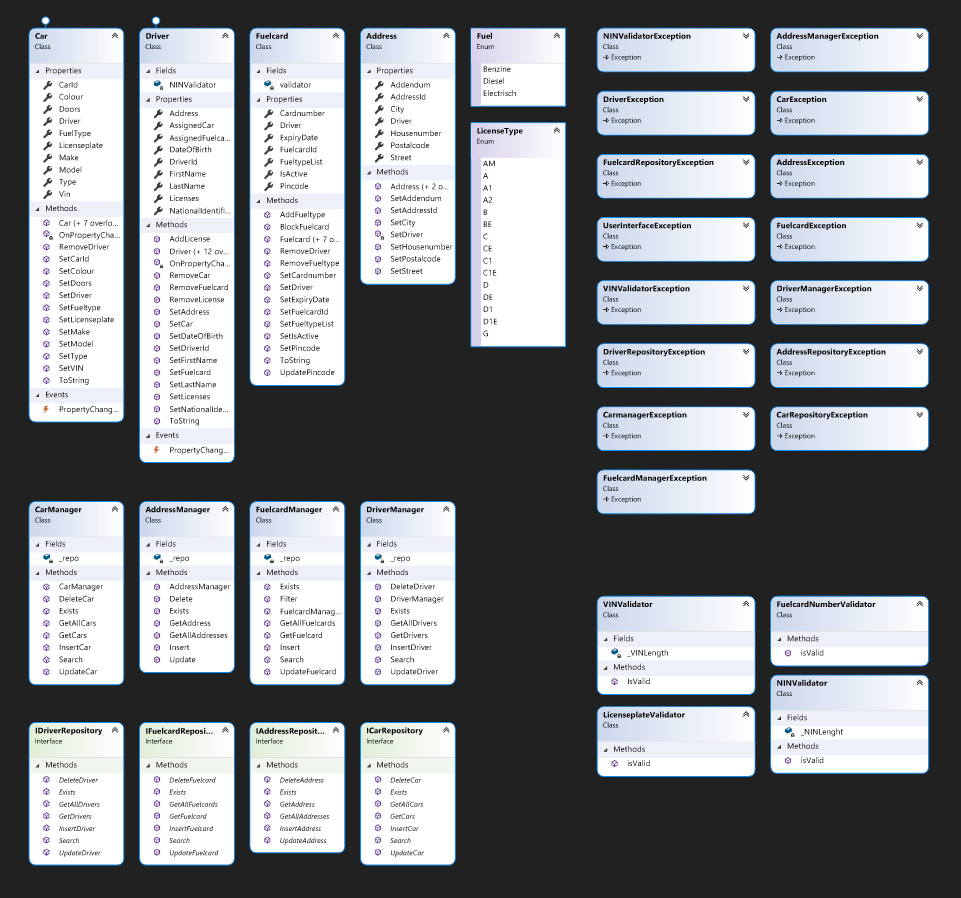 Car
Class
Properties
CarId
Colour
Doors
Driver
FuelType
Licenseplate
Make
Model
Type
Vin
Methods
Car (+ 7 overlo...
OnPropertyCha...
RemoveDriver
SetCarId
SetColour
SetDoors
SetDriver
SetFueltype
SetLicenseplate
SetMake
SetModel
SetType
SetVIN
ToString
Events
PropertyChang...
Driver
Class
Fields
NINValidator
Properties
Address
AssignedCar
AssignedFuelca...
DateOfBirth
DriverId
FirstName
LastName
Licenses
NationalIdentifi...
Methods
AddLicense
Driver (+ 12 ov...
OnPropertyCha...
RemoveCar
RemoveFuelcard
RemoveLicense
SetAddress
SetCar
SetDateOfBirth
SetDriverId
SetFirstName
SetFuelcard
SetLastName
SetLicenses
SetNationalIde...
ToString
Events
PropertyChang...
Fuelcard
Class
Fields
validator
Properties
Cardnumber
Driver
ExpiryDate
FuelcardId
FueltypeList
IsActive
Pincode
Methods
AddFueltype
BlockFuelcard
Fuelcard (+ 7 o...
RemoveDriver
RemoveFueltype
SetCardnumber
SetDriver
SetExpiryDate
SetFuelcardId
SetFueltypeList
SetIsActive
SetPincode
ToString
UpdatePincode
Address
Class
Properties
Addendum
AddressId
City
Driver
Housenumber
Postalcode
Street
Methods
Address (+ 2 o...
SetAddendum
SetAddressId
SetCity
SetDriver
SetHousenumber
SetPostalcode
SetStreet
Fuel
Enum
Benzine
Diesel
Electrisch
LicenseType
Enum
AM
A
A1
A2
B
BE
C
CE
C1
C1E
D
DE
D1
D1E
G
NINValidatorException
Class
Exception
AddressManagerException
Class
Exception
DriverException
Class
Exception
CarException
Class
Exception
FuelcardRepositoryException
Class
Exception
AddressException
Class
Exception
UserInterfaceException
Class
Exception
FuelcardException
Class
Exception
VINValidatorException
Class
Exception
DriverManagerException
Class
Exception
DriverRepositoryException
Class
Exception
AddressRepositoryException
Class
Exception
CarmanagerException
Class
Exception
CarRepositoryException
Class
Exception
FuelcardManagerException
Class
Exception
CarManager
Class
Fields
_repo
Methods
CarManager
DeleteCar
Exists
GetAllCars
GetCars
InsertCar
Search
UpdateCar
AddressManager
Class
Fields
_repo
Methods
AddressManager
Delete
Exists
GetAddress
GetAllAddresses
Insert
Update
FuelcardManager
Class
Fields
_repo
Methods
Exists
Filter
FuelcardManag...
GetAllFuelcards
GetFuelcard
Insert
Search
UpdateFuelcard
DriverManager
Class
Fields
_repo
Methods
DeleteDriver
DriverManager
Exists
GetAllDrivers
GetDrivers
InsertDriver
Search
UpdateDriver
VINValidator
Class
Fields
_VINLength
Methods
IsValid
FuelcardNumberValidator
Class
Methods
isValid
LicenseplateValidator
Class
Methods
isValid
NINValidator
Class
Fields
_NINLenght
Methods
isValid
IDriverRepository
Interface
Methods
DeleteDriver
Exists
GetAllDrivers
GetDrivers
InsertDriver
Search
UpdateDriver
IFuelcardReposi...
Interface
Methods
DeleteFuelcard
Exists
GetAllFuelcards
GetFuelcard
InsertFuelcard
Search
UpdateFuelcard
IAddressReposit...
Interface
Methods
DeleteAddress
Exists
GetAddress
GetAllAddresses
InsertAddress
UpdateAddress
ICarRepository
Interface
Methods
DeleteCar
Exists
GetAllCars
GetCars
InsertCar
Search
UpdateCar